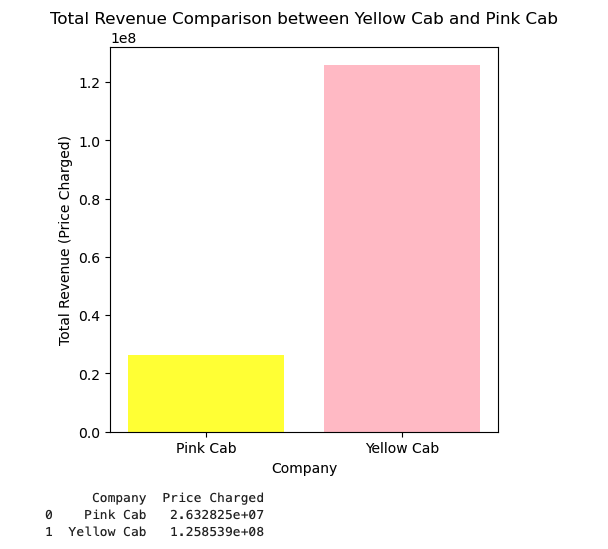 Total Revenue Comparison between Yellow Cab and Pink Cab
1e8
1.2
1.0
0.8
0.6
0.4
0.2
0.0
Total Revenue (Price Charged)
Pink Cab Yellow Cab
Company
Company Price Charged
0 Pink Cab 2.632825e+07
1 Yellow Cab 1.258539e+08